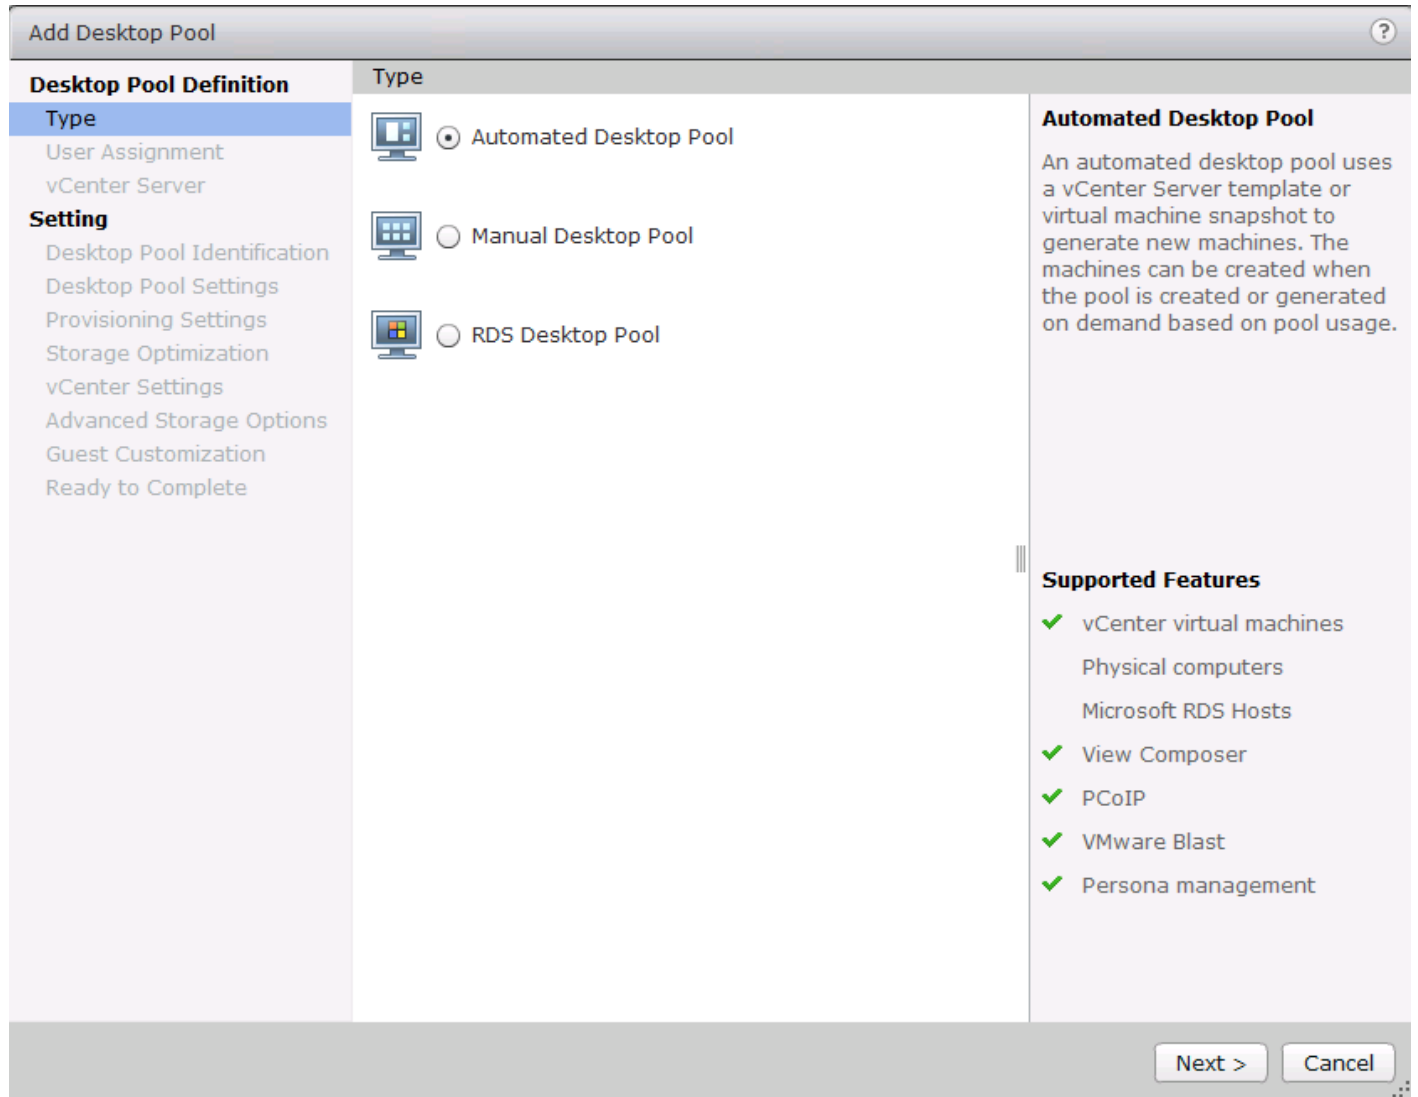 Add Desktop Pool
?
Desktop Pool Definition
Type
User Assignment
vCenter Server
Setting
Desktop Pool Identification
Desktop Pool Settings
Provisioning Settings
Storage Optimization
vCenter Settings
Advanced Storage Options
Guest Customization
Ready to Complete
Type
Automated Desktop Pool
Manual Desktop Pool
RDS Desktop Pool
Automated Desktop Pool
An automated desktop pool uses
a vCenter Server template or
virtual machine snapshot to
generate new machines. The
machines can be created when
the pool is created or generated
on demand based on pool usage.
Supported Features
vCenter virtual machines
Physical computers
Microsoft RDS Hosts
View Composer
PCoIP
VMware Blast
Persona management
Next >
Cancel